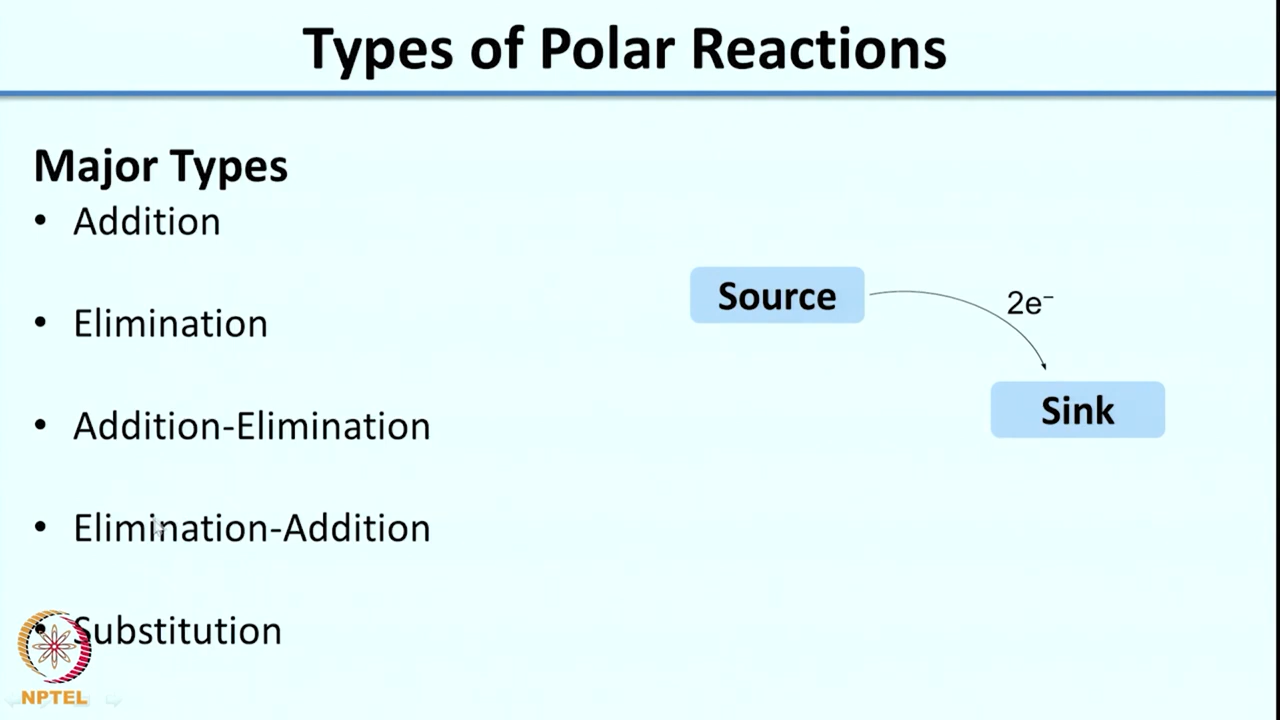 Types of Polar Reactions
Major Types
• Addition
• Elimination
• Addition-Elimination
• Elimination-Addition
• Substitution
Source
2e⁻
Sink
NPTEL